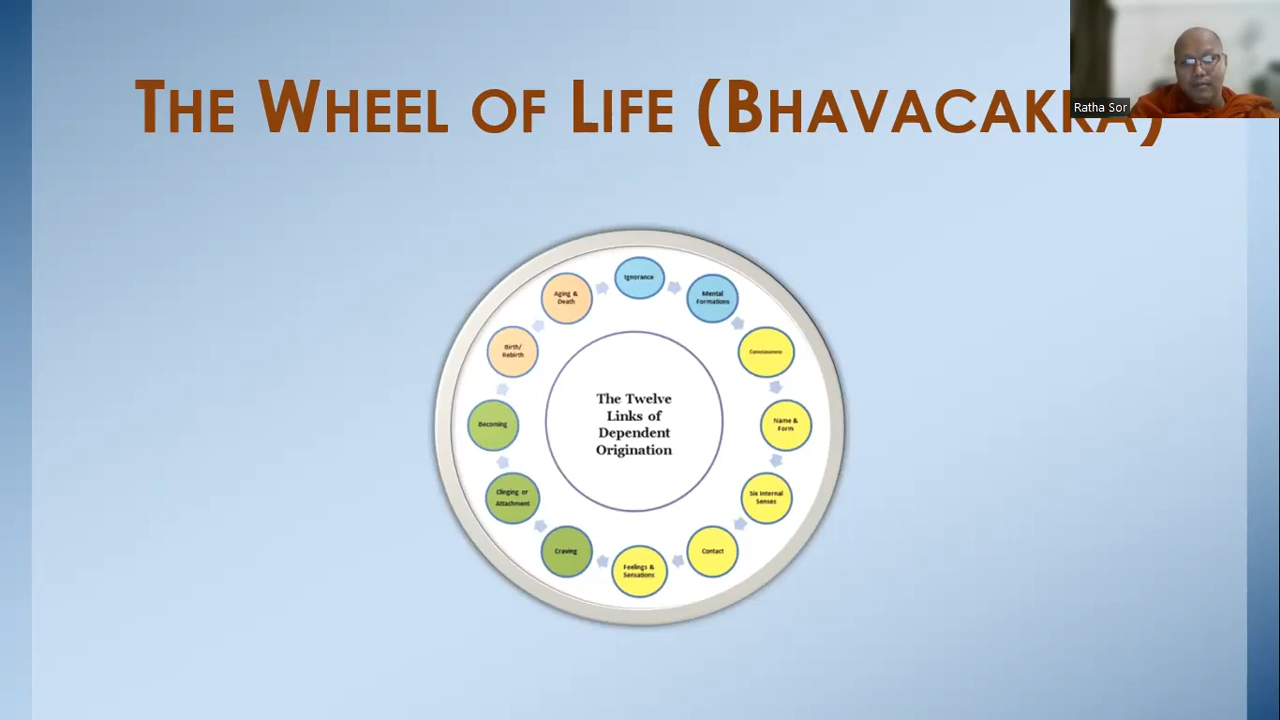 THE WHEEL OF LIFE (BHAVACAKRA)
Ratha Sor
Ignorance
Mental
Formations
Consciousness
Name &
Form
Six Internal
Senses
Contact
Feelings &
Sensations
Craving
Clinging or
Attachment
Becoming
Birth/
Rebirth
Aging &
Death
The Twelve
Links of
Dependent
Origination